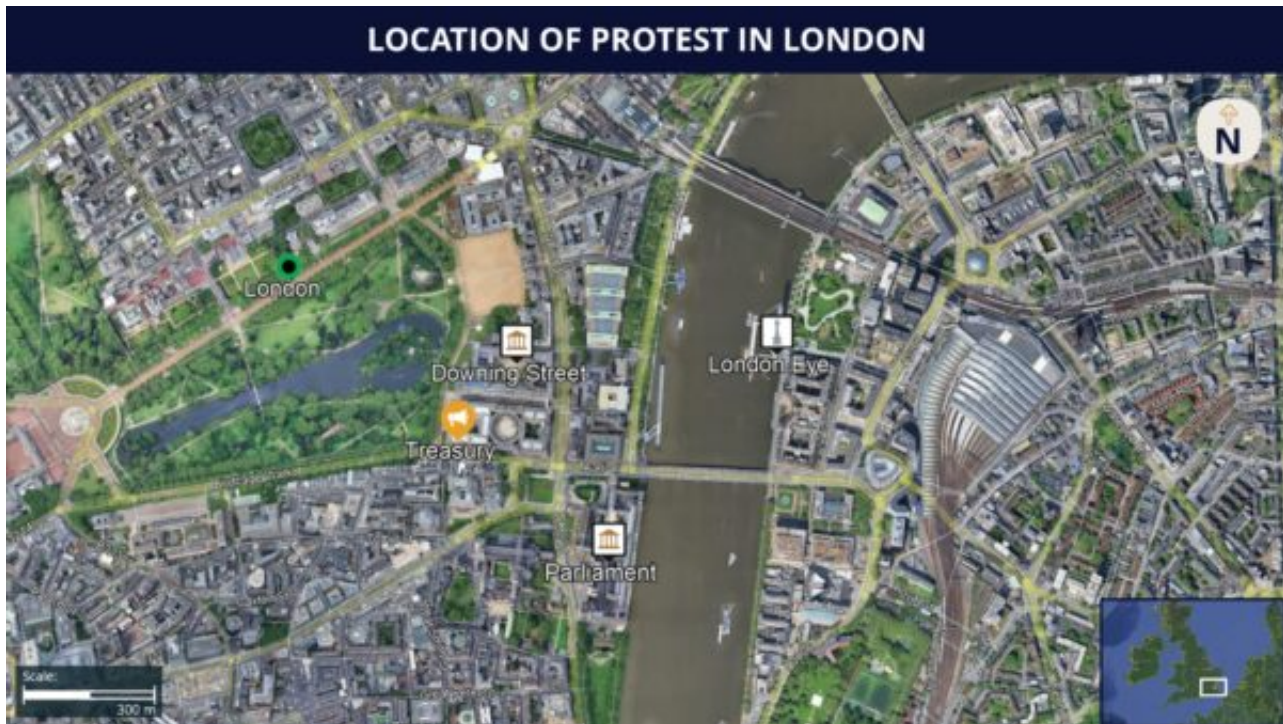 LOCATION OF PROTEST IN LONDON
N
London
Downing Street
London Eye
Treasury
Parliament
Scale:
300 m